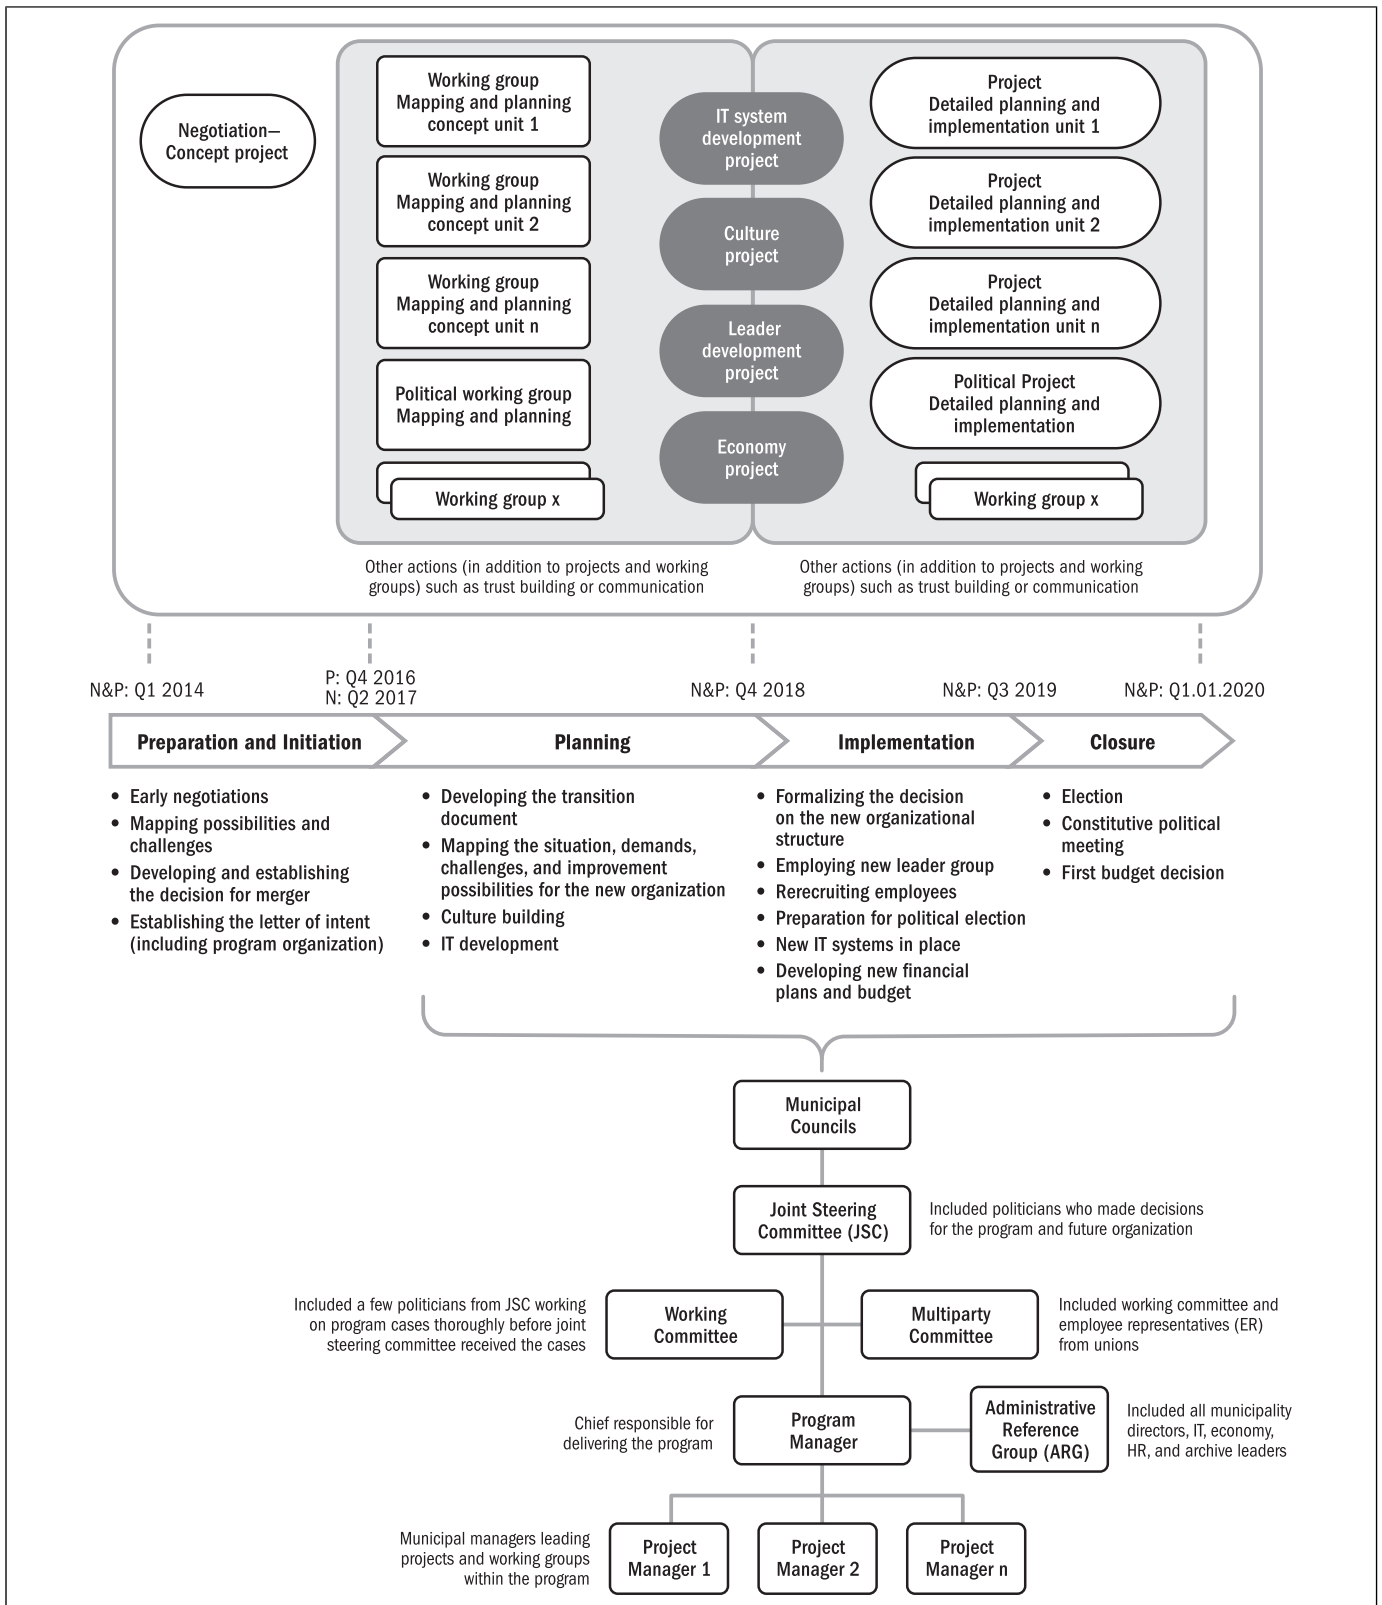 Negotiation—
Concept project
Working group
Mapping and planning
concept unit 1
Working group
Mapping and planning
concept unit 2
Working group
Mapping and planning
concept unit n
Political working group
Mapping and planning
Working group x
IT system
development
project
Culture
project
Leader
development
project
Economy
project
Project
Detailed planning and
implementation unit 1
Project
Detailed planning and
implementation unit 2
Project
Detailed planning and
implementation unit n
Political Project
Detailed planning and
implementation
Working group x
Other actions (in addition to projects and working
groups) such as trust building or communication
Other actions (in addition to projects and working
groups) such as trust building or communication
N&P: Q1 2014
P: Q4 2016
N: Q2 2017
N&P: Q4 2018
N&P: Q3 2019
N&P: Q1.01.2020
Preparation and Initiation
Planning
Implementation
Closure
• Early negotiations
• Mapping possibilities and
challenges
• Developing and establishing
the decision for merger
• Establishing the letter of intent
(including program organization)
• Developing the transition
document
• Mapping the situation, demands,
challenges, and improvement
possibilities for the new organization
• Culture building
• IT development
• Formalizing the decision
on the new organizational
structure
• Employing new leader group
• Rerecruiting employees
• Preparation for political election
• New IT systems in place
• Developing new financial
plans and budget
• Election
• Constitutive political
meeting
• First budget decision
Municipal
Councils
Joint Steering
Committee (JSC)
Included politicians who made decisions
for the program and future organization
Included a few politicians from JSC working
on program cases thoroughly before joint
steering committee received the cases
Working
Committee
Multiparty
Committee
Included working committee and
employee representatives (ER)
from unions
Chief responsible for
delivering the program
Program
Manager
Administrative
Reference
Group (ARG)
Included all municipality
directors, IT, economy,
HR, and archive leaders
Municipal managers leading
projects and working groups
within the program
Project
Manager 1
Project
Manager 2
Project
Manager n